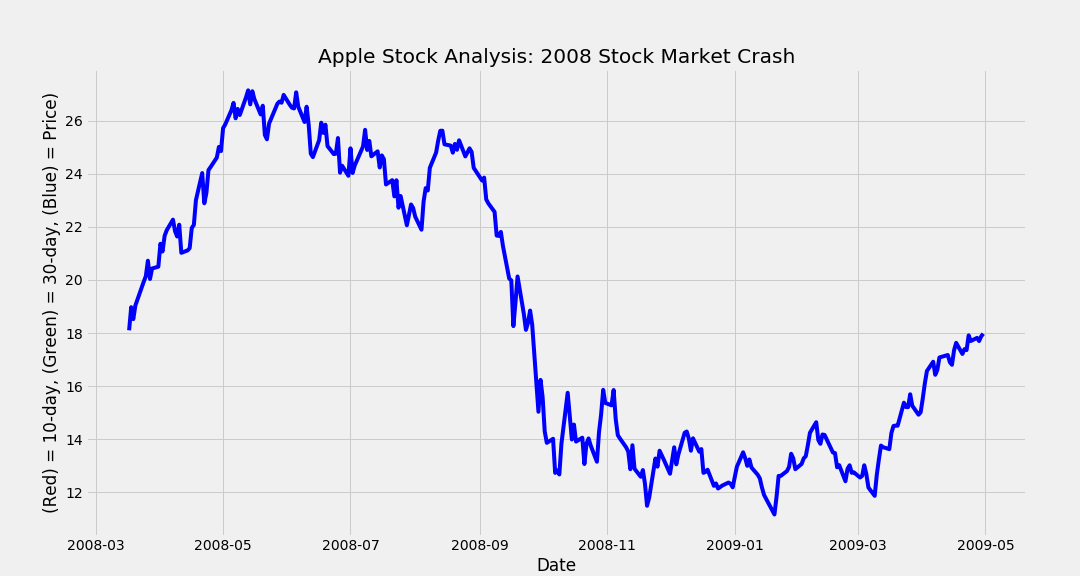 Apple Stock Analysis: 2008 Stock Market Crash
(Red) = 10-day, (Green) = 30-day, (Blue) = Price)
26
24
22
20
18
16
14
12
2008-03 2008-05 2008-07 2008-09 2008-11 2009-01 2009-03 2009-05
Date